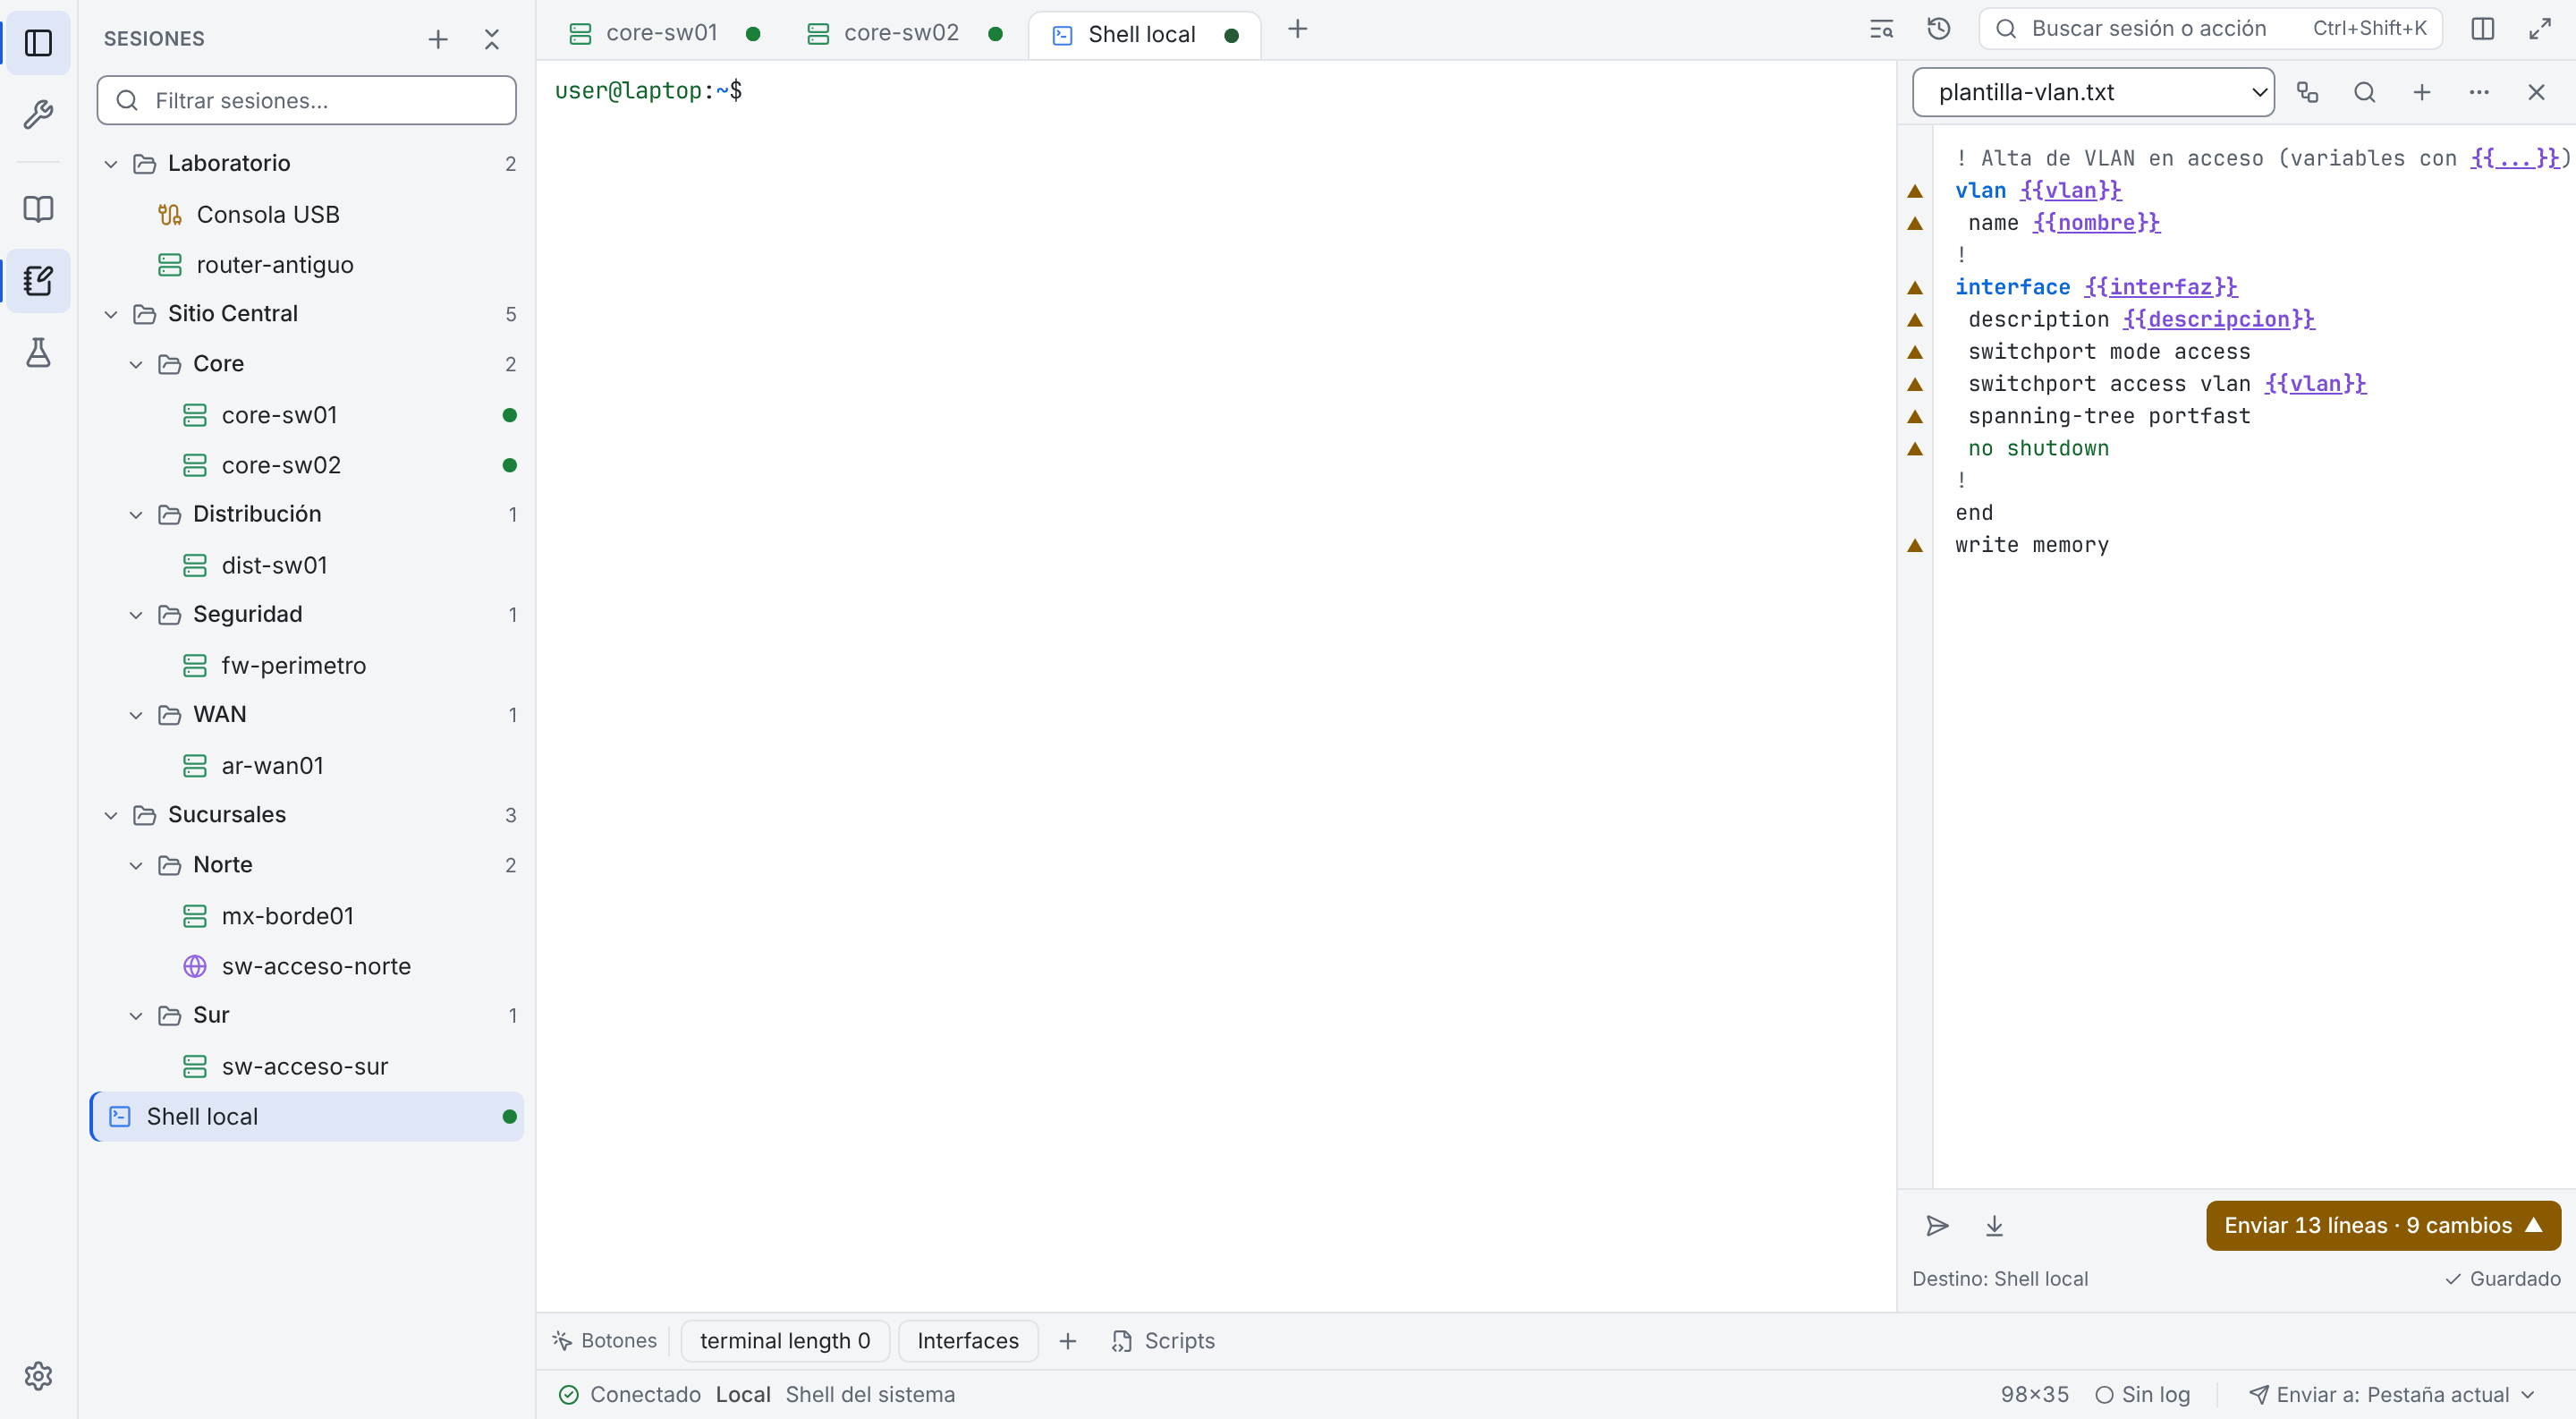 SESIONES
Filtrar sesiones...
Laboratorio 2
Consola USB
router-antiguo
Sitio Central 5
Core 2
core-sw01
core-sw02
Distribución 1
dist-sw01
Seguridad 1
fw-perimetro
WAN 1
ar-wan01
Sucursales 3
Norte 2
mx-borde01
sw-acceso-norte
Sur 1
sw-acceso-sur
Shell local
core-sw01 core-sw02 Shell local
Buscar sesión o acción Ctrl+Shift+K
user@laptop:~$
plantilla-vlan.txt
! Alta de VLAN en acceso (variables con {{...}})
vlan {{vlan}}
name {{nombre}}
!
interface {{interfaz}}
description {{descripcion}}
switchport mode access
switchport access vlan {{vlan}}
spanning-tree portfast
no shutdown
!
end
write memory
Enviar 13 líneas · 9 cambios
Destino: Shell local Guardado
Botones terminal length 0 Interfaces Scripts
Conectado Local Shell del sistema 98×35 Sin log Enviar a: Pestaña actual